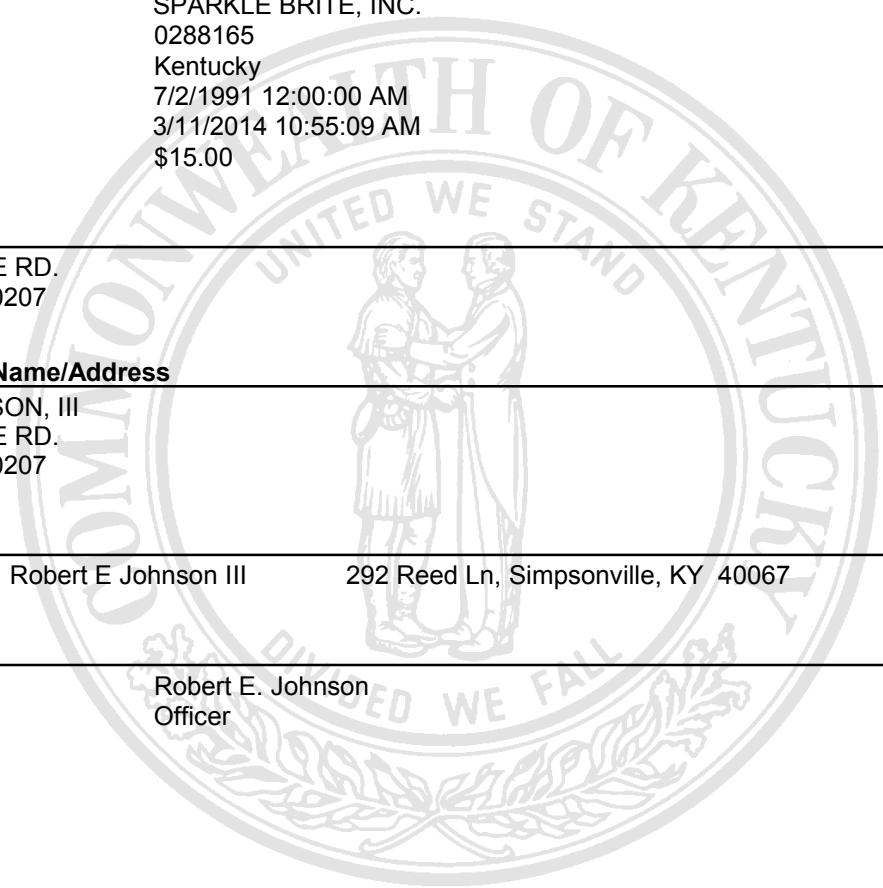 SPARKLE BRITE, INC.
0288165
Kentucky
7/2/1991 12:00:00 AM
3/11/2014 10:55:09 AM
$15.00
E RD.
0207
Name/Address
SON, III
E RD.
0207
Robert E Johnson III 292 Reed Ln, Simpsonville, KY 40067
Robert E. Johnson
Officer
COMMONWEALTH OF KENTUCKY
UNITED WE STAND
DIVIDED WE FALL